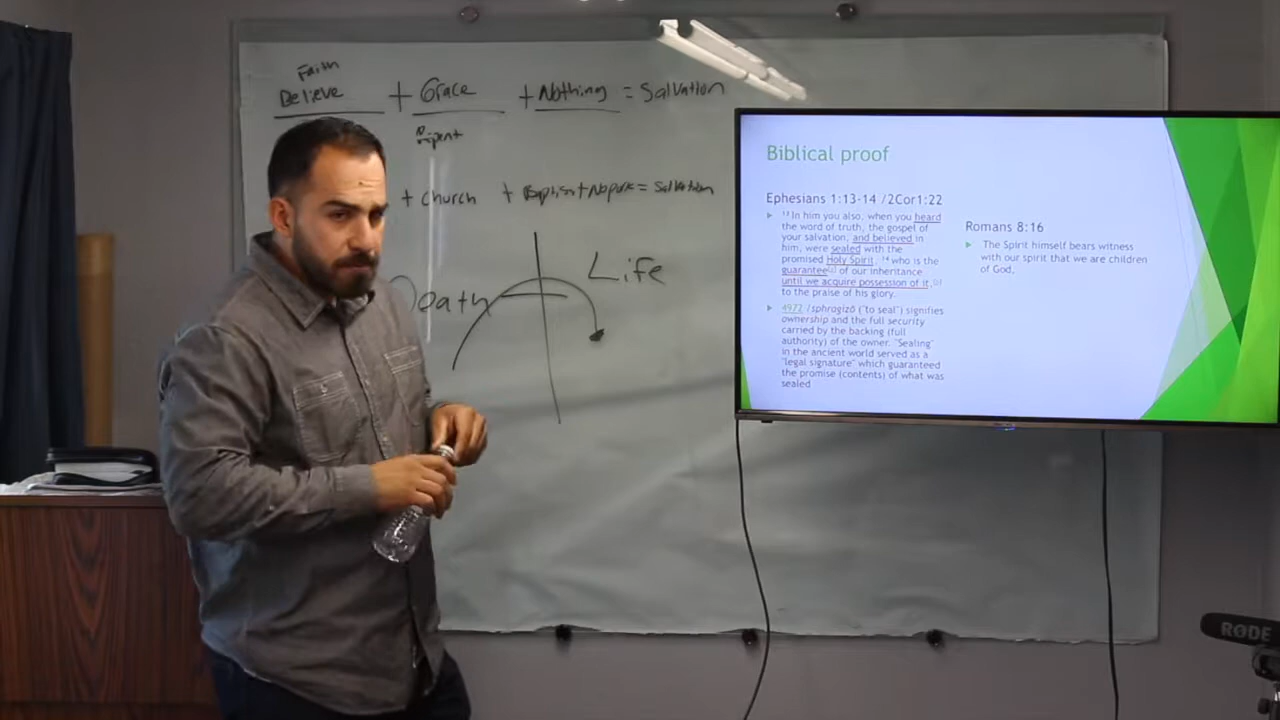 Faith
Believe + Grace + Nothing = Salvation
Repent
+ Church + Baptist + No pork = Salvation
Death
Life
Biblical proof
Ephesians 1:13-14 /2Cor1:22
13 In him you also, when you heard
the word of truth, the gospel of
your salvation, and believed in
him, were sealed with the
promised Holy Spirit, 14 who is the
guarantee[] of our inheritance
until we acquire possession of it,[]
to the praise of his glory.
4972 /sphragízō ("to seal") signifies
ownership and the full security
carried by the backing (full
authority) of the owner. "Sealing"
in the ancient world served as a
"legal signature" which guaranteed
the promise (contents) of what was
sealed
Romans 8:16
The Spirit himself bears witness
with our spirit that we are children
of God,
RØDE